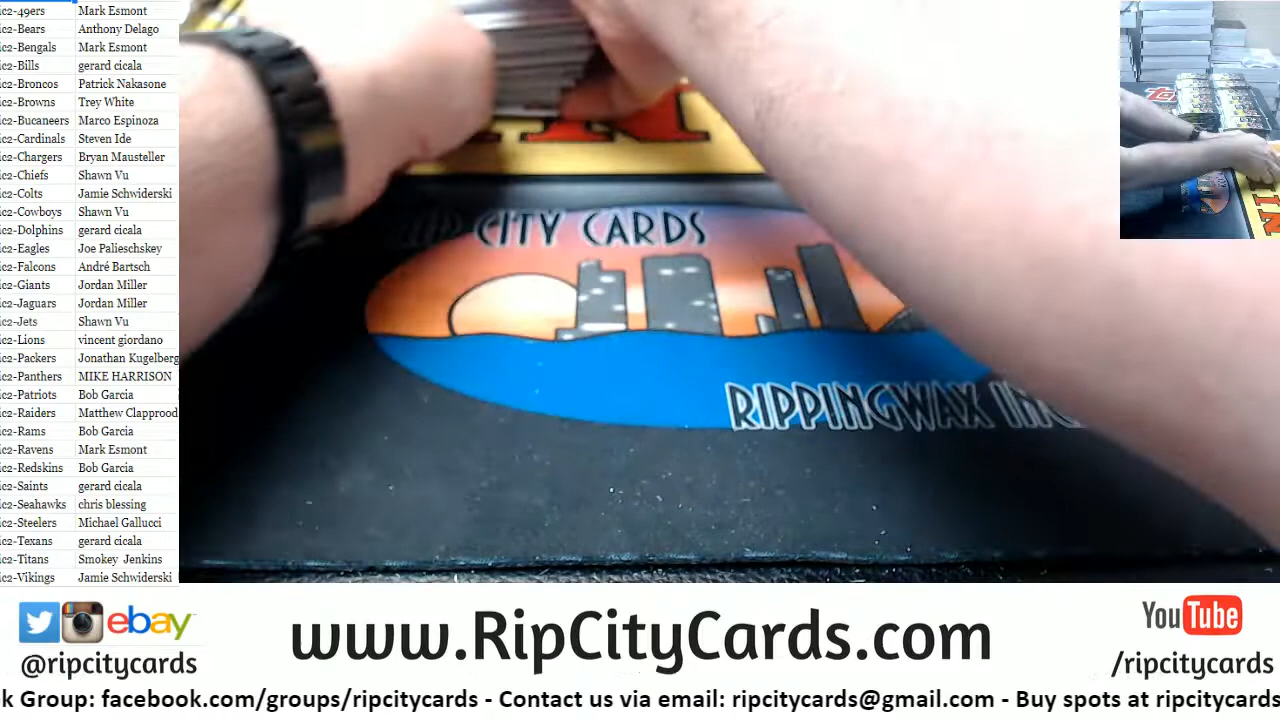 ic2-49ers Mark Esmont
ic2-Bears Anthony Delago
ic2-Bengals Mark Esmont
ic2-Bills gerard cicala
ic2-Broncos Patrick Nakasone
ic2-Browns Trey White
ic2-Bucaneers Marco Espinoza
ic2-Cardinals Steven Ide
ic2-Chargers Bryan Mausteller
ic2-Chiefs Shawn Vu
ic2-Colts Jamie Schwiderski
ic2-Cowboys Shawn Vu
ic2-Dolphins gerard cicala
ic2-Eagles Joe Palieschskey
ic2-Falcons André Bartsch
ic2-Giants Jordan Miller
ic2-Jaguars Jordan Miller
ic2-Jets Shawn Vu
ic2-Lions vincent giordano
ic2-Packers Jonathan Kugelberg
ic2-Panthers MIKE HARRISON
ic2-Patriots Bob Garcia
ic2-Raiders Matthew Clapprood
ic2-Rams Bob Garcia
ic2-Ravens Mark Esmont
ic2-Redskins Bob Garcia
ic2-Saints gerard cicala
ic2-Seahawks chris blessing
ic2-Steelers Michael Gallucci
ic2-Texans gerard cicala
ic2-Titans Smokey Jenkins
ic2-Vikings Jamie Schwiderski
IN
CITY CARDS
RIPPINGWAX INC
ebay
@ripcitycards
www.RipCityCards.com
YouTube
/ripcitycards
k Group: facebook.com/groups/ripcitycards - Contact us via email: ripcitycards@gmail.com - Buy spots at ripcitycards